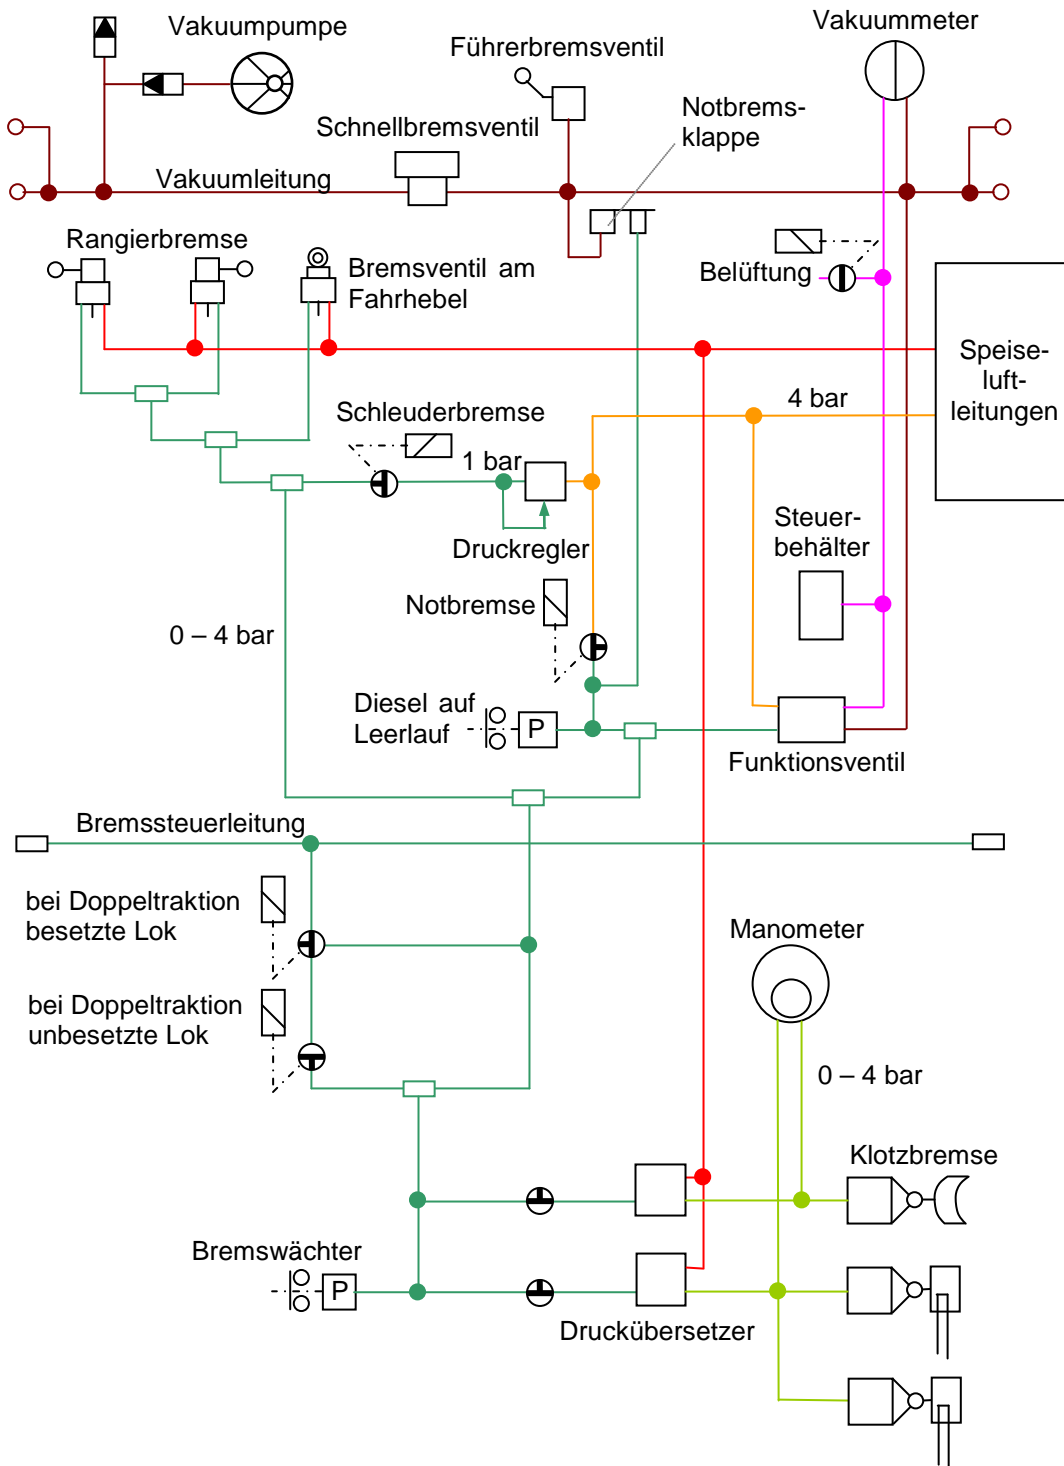 Vakuumpumpe
Führerbremsventil
Vakuummeter
Notbrems-
klappe
Schnellbremsventil
Vakuumleitung
Rangierbremse
Bremsventil am
Fahrhebel
Belüftung
Speise-
luft-
leitungen
4 bar
Schleuderbremse
1 bar
Druckregler
Steuer-
behälter
Notbremse
0 – 4 bar
Diesel auf
Leerlauf
P
Funktionsventil
Bremssteuerleitung
bei Doppeltraktion
besetzte Lok
Manometer
bei Doppeltraktion
unbesetzte Lok
0 – 4 bar
Klotzbremse
Bremswächter
P
Druckübersetzer